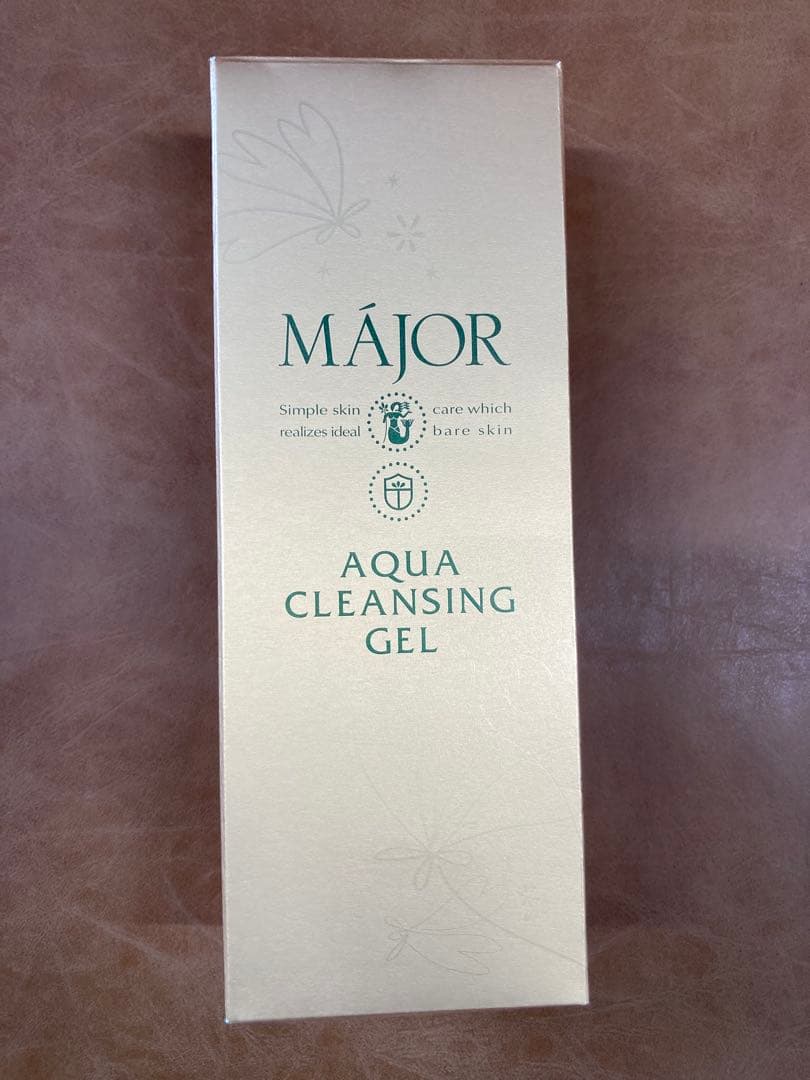 MÁJOR
Simple skin care which
realizes ideal bare skin
AQUA
CLEANSING
GEL